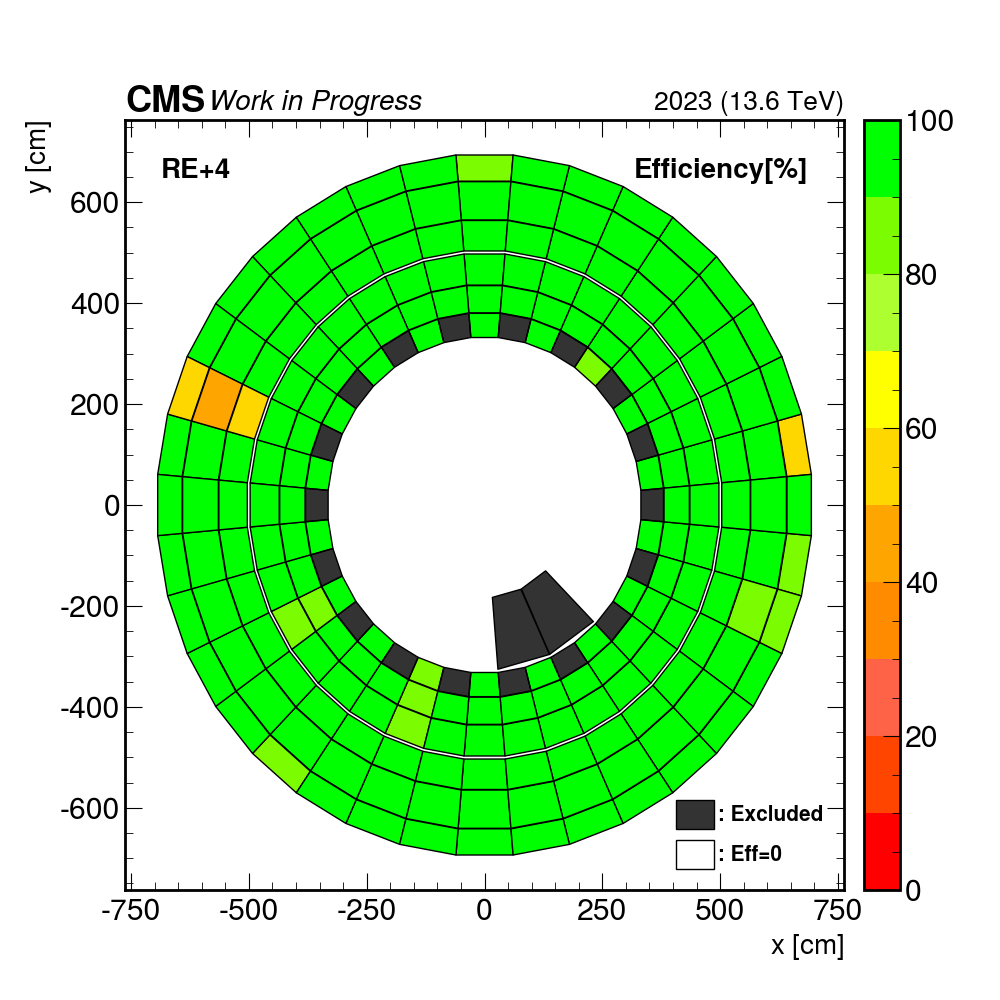 CMS Work in Progress 2023 (13.6 TeV)
y [cm]
RE+4 Efficiency[%]
600
400
200
0
-200
-400
-600
-750 -500 -250 0 250 500 750
x [cm]
: Excluded
: Eff=0
100
80
60
40
20
0